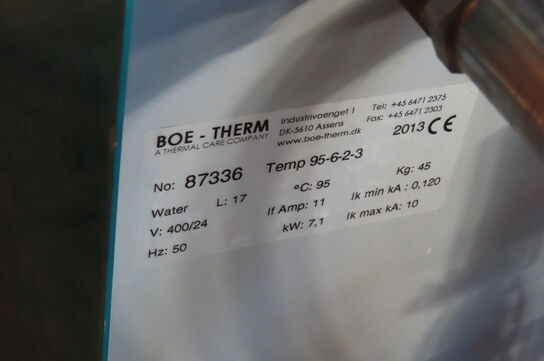 BOE - THERM
A THERMAL CARE COMPANY
Industrivaenget 1
DK-5610 Assens
www.boe-therm.dk
Tel: +45 6471 2375
Fax: +45 6471 2303
2013 CE
No: 87336 Temp 95-6-2-3
Water L: 17 °C: 95 Kg: 45
V: 400/24 If Amp: 11 Ik min kA : 0,120
Hz: 50 kW: 7,1 Ik max kA: 10